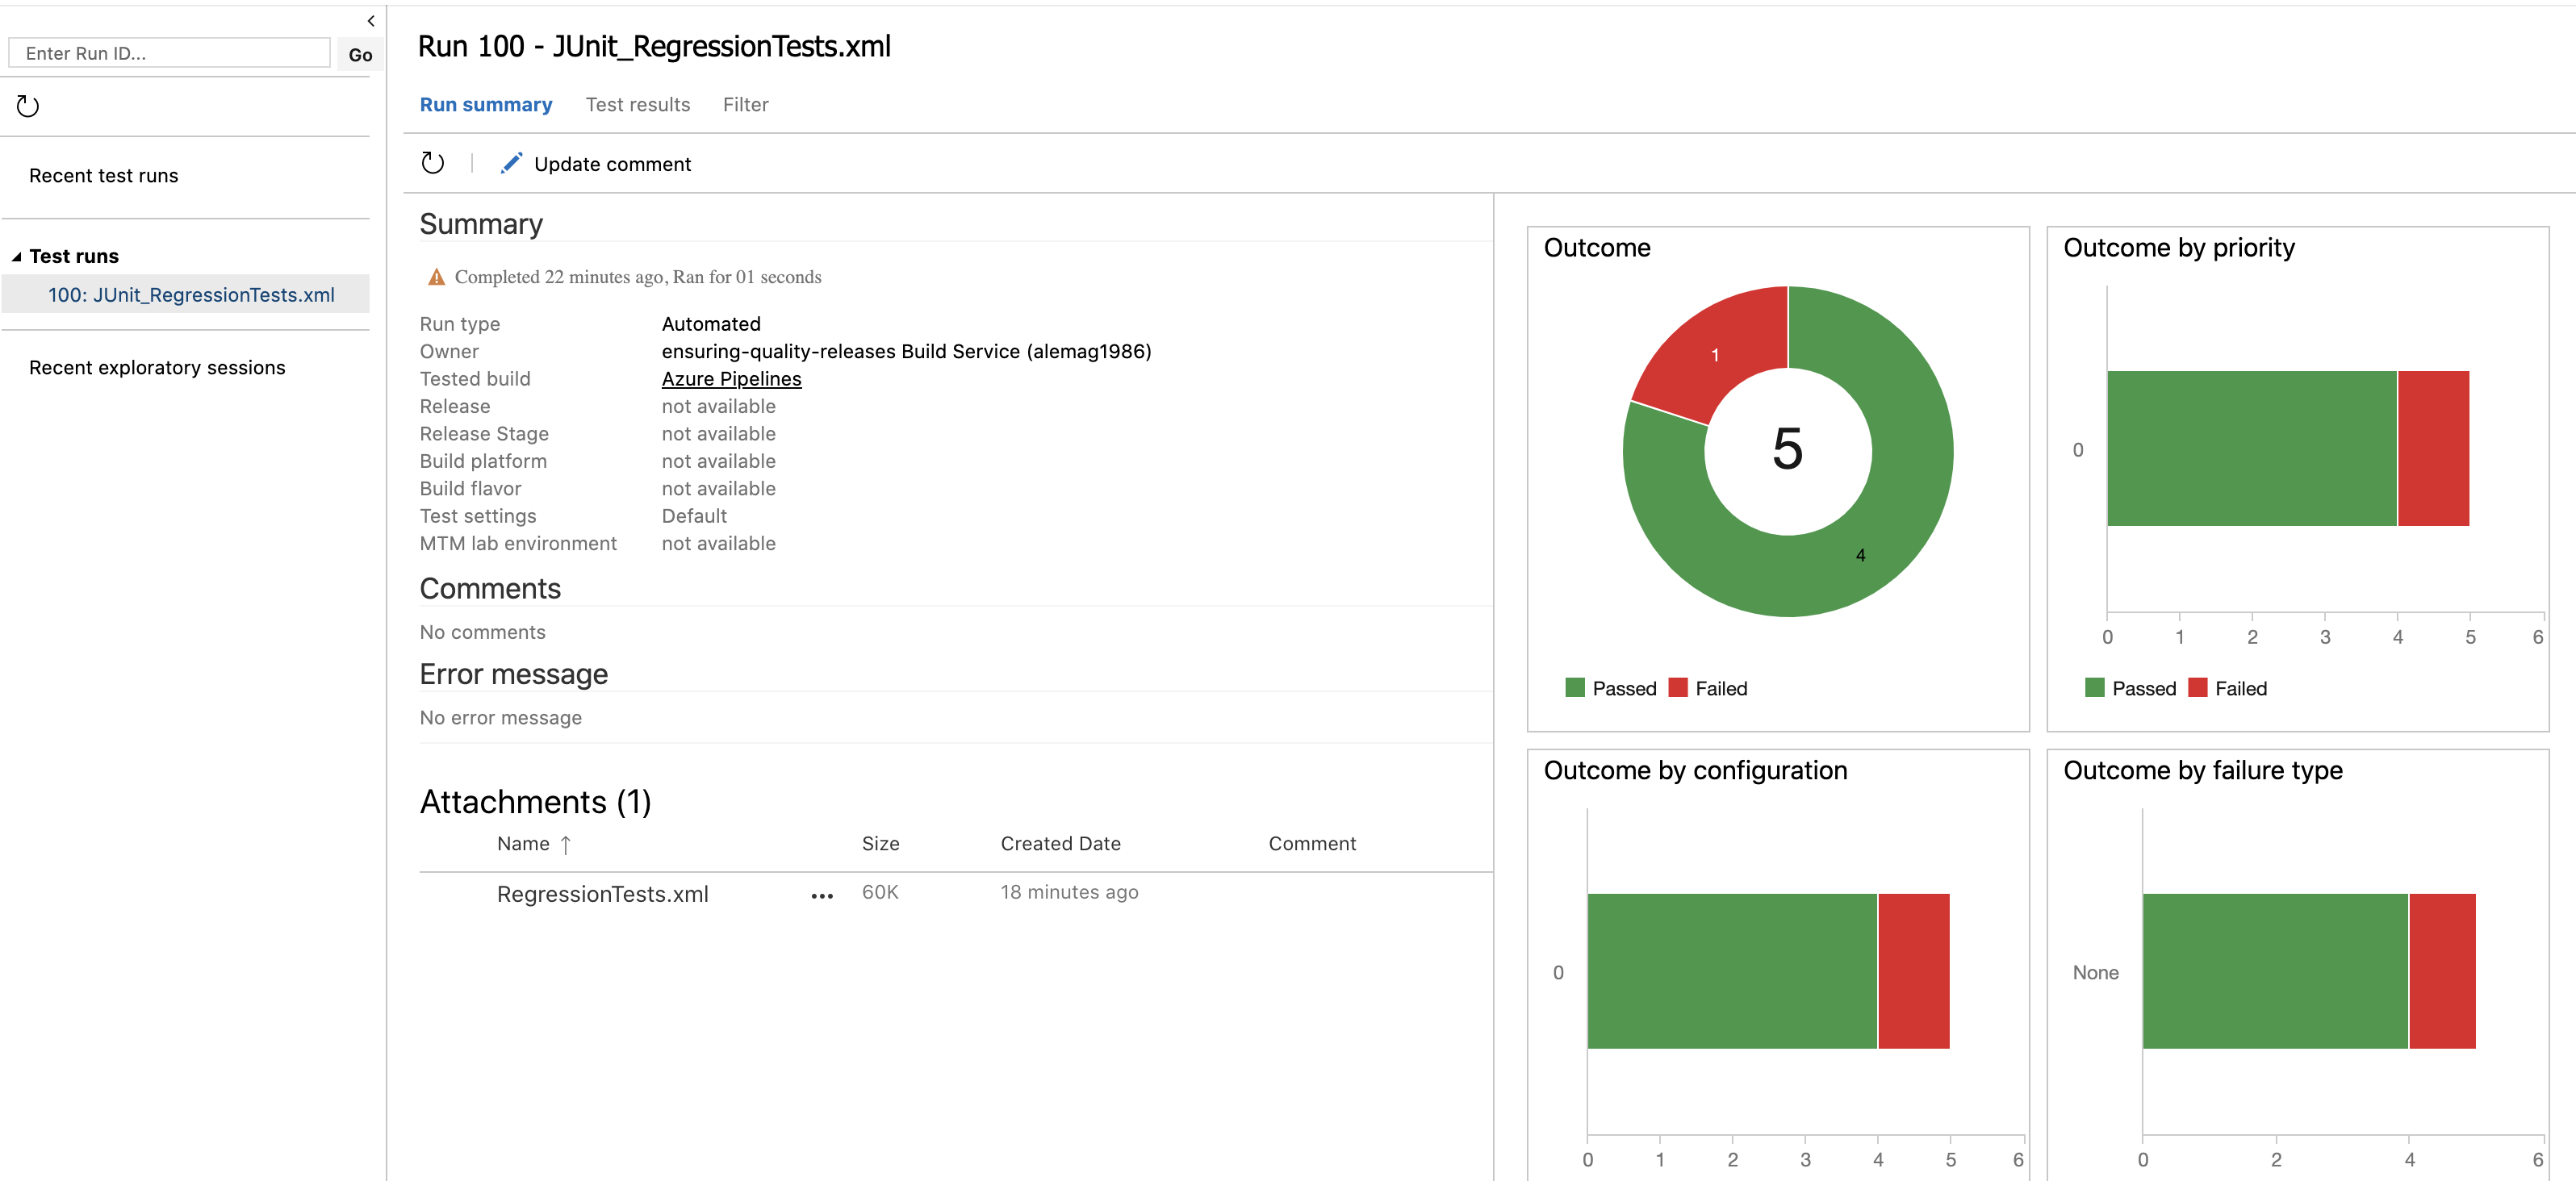 Enter Run ID...
Go
Recent test runs
Test runs
100: JUnit_RegressionTests.xml
Recent exploratory sessions
Run 100 - JUnit_RegressionTests.xml
Run summary Test results Filter
Update comment
Summary
Completed 22 minutes ago, Ran for 01 seconds
Run type Automated
Owner ensuring-quality-releases Build Service (alemag1986)
Tested build Azure Pipelines
Release not available
Release Stage not available
Build platform not available
Build flavor not available
Test settings Default
MTM lab environment not available
Comments
No comments
Error message
No error message
Attachments (1)
Name ↑ Size Created Date Comment
RegressionTests.xml ... 60K 18 minutes ago
Outcome
1
5
4
Passed Failed
Outcome by priority
0
0 1 2 3 4 5 6
Passed Failed
Outcome by configuration
0
0 1 2 3 4 5 6
Outcome by failure type
None
0 2 4 6